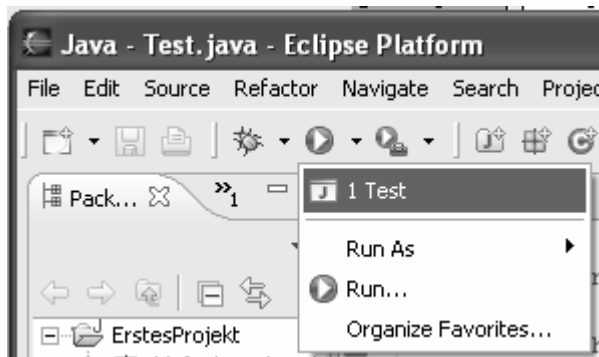 Java - Test.java - Eclipse Platform
File Edit Source Refactor Navigate Search
Pack... »1
1 Test
Run As
Run...
Organize Favorites...
ErstesProjekt